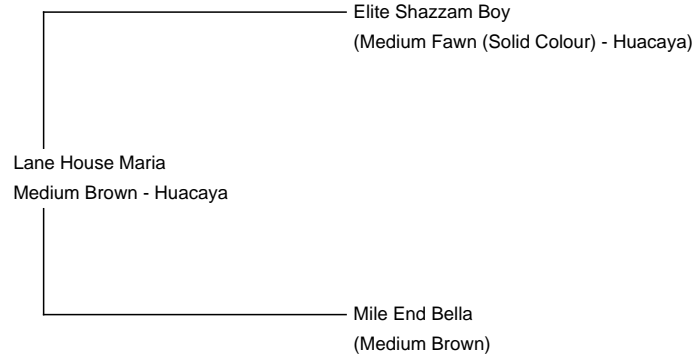 Elite Shazzam Boy
(Medium Fawn (Solid Colour) - Huacaya)
Lane House Maria
Medium Brown - Huacaya
Mile End Bella
(Medium Brown)